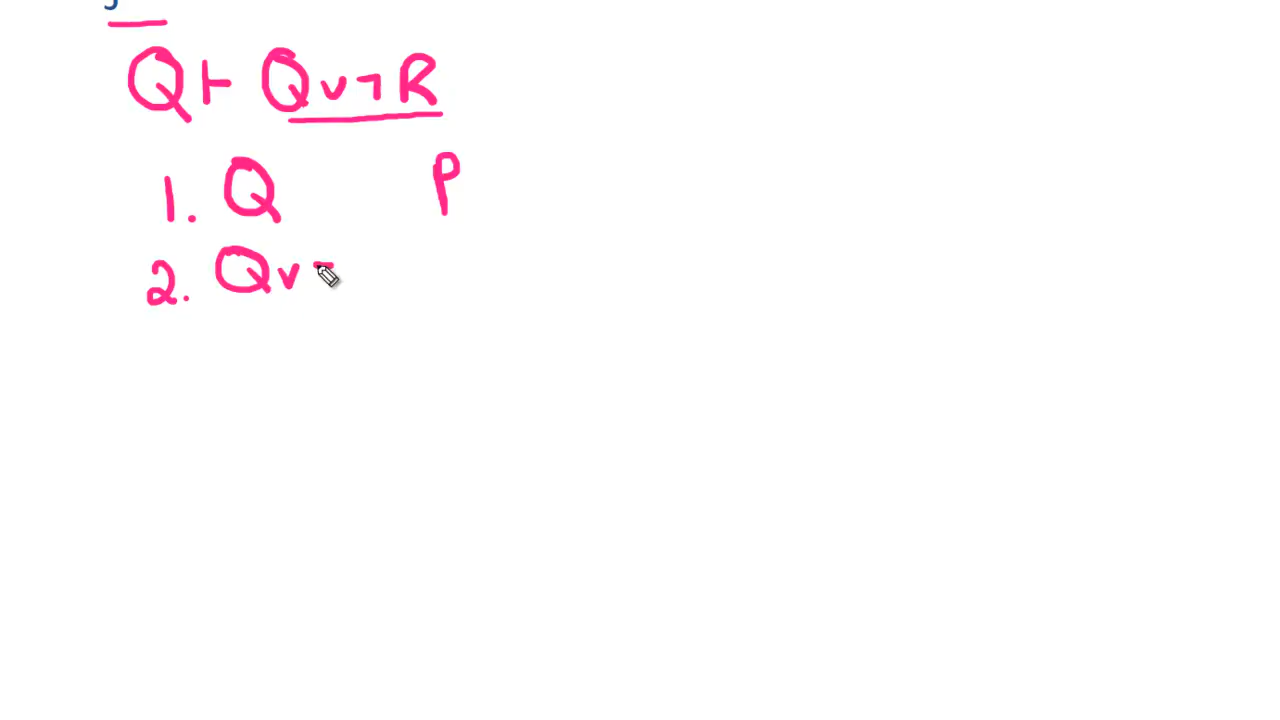 Q ⊢ Q v ¬ R
1. Q P
2. Q v